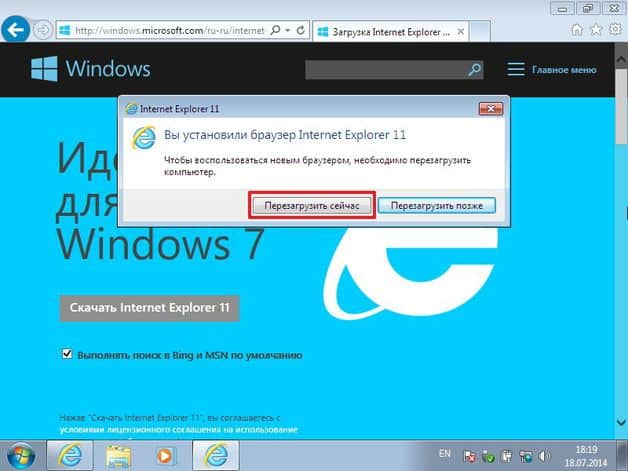 http://windows.microsoft.com/ru-ru/internet-
Загрузка Internet Explorer ...
Windows
Главное меню
Internet Explorer 11
Вы установили браузер Internet Explorer 11
Чтобы воспользоваться новым браузером, необходимо перезагрузить
компьютер.
Перезагрузить сейчас
Перезагрузить позже
Иде
для
Windows 7
Скачать Internet Explorer 11
Выполнять поиск в Bing и MSN по умолчанию
Нажав "Скачать Internet Explorer 11", вы соглашаетесь с
условиями лицензионного соглашения на использование
EN
18:19
18.07.2014